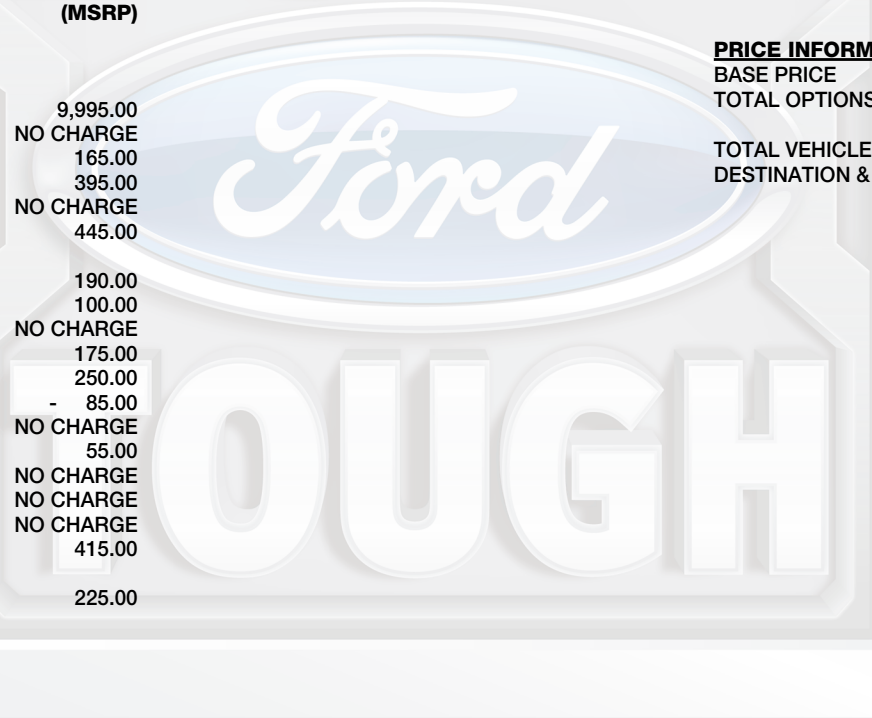 (MSRP)
9,995.00
NO CHARGE
165.00
395.00
NO CHARGE
445.00
190.00
100.00
NO CHARGE
175.00
250.00
- 85.00
NO CHARGE
55.00
NO CHARGE
NO CHARGE
NO CHARGE
415.00
225.00
PRICE INFORM
BASE PRICE
TOTAL OPTIONS
TOTAL VEHICLE
DESTINATION &
Ford
TOUGH